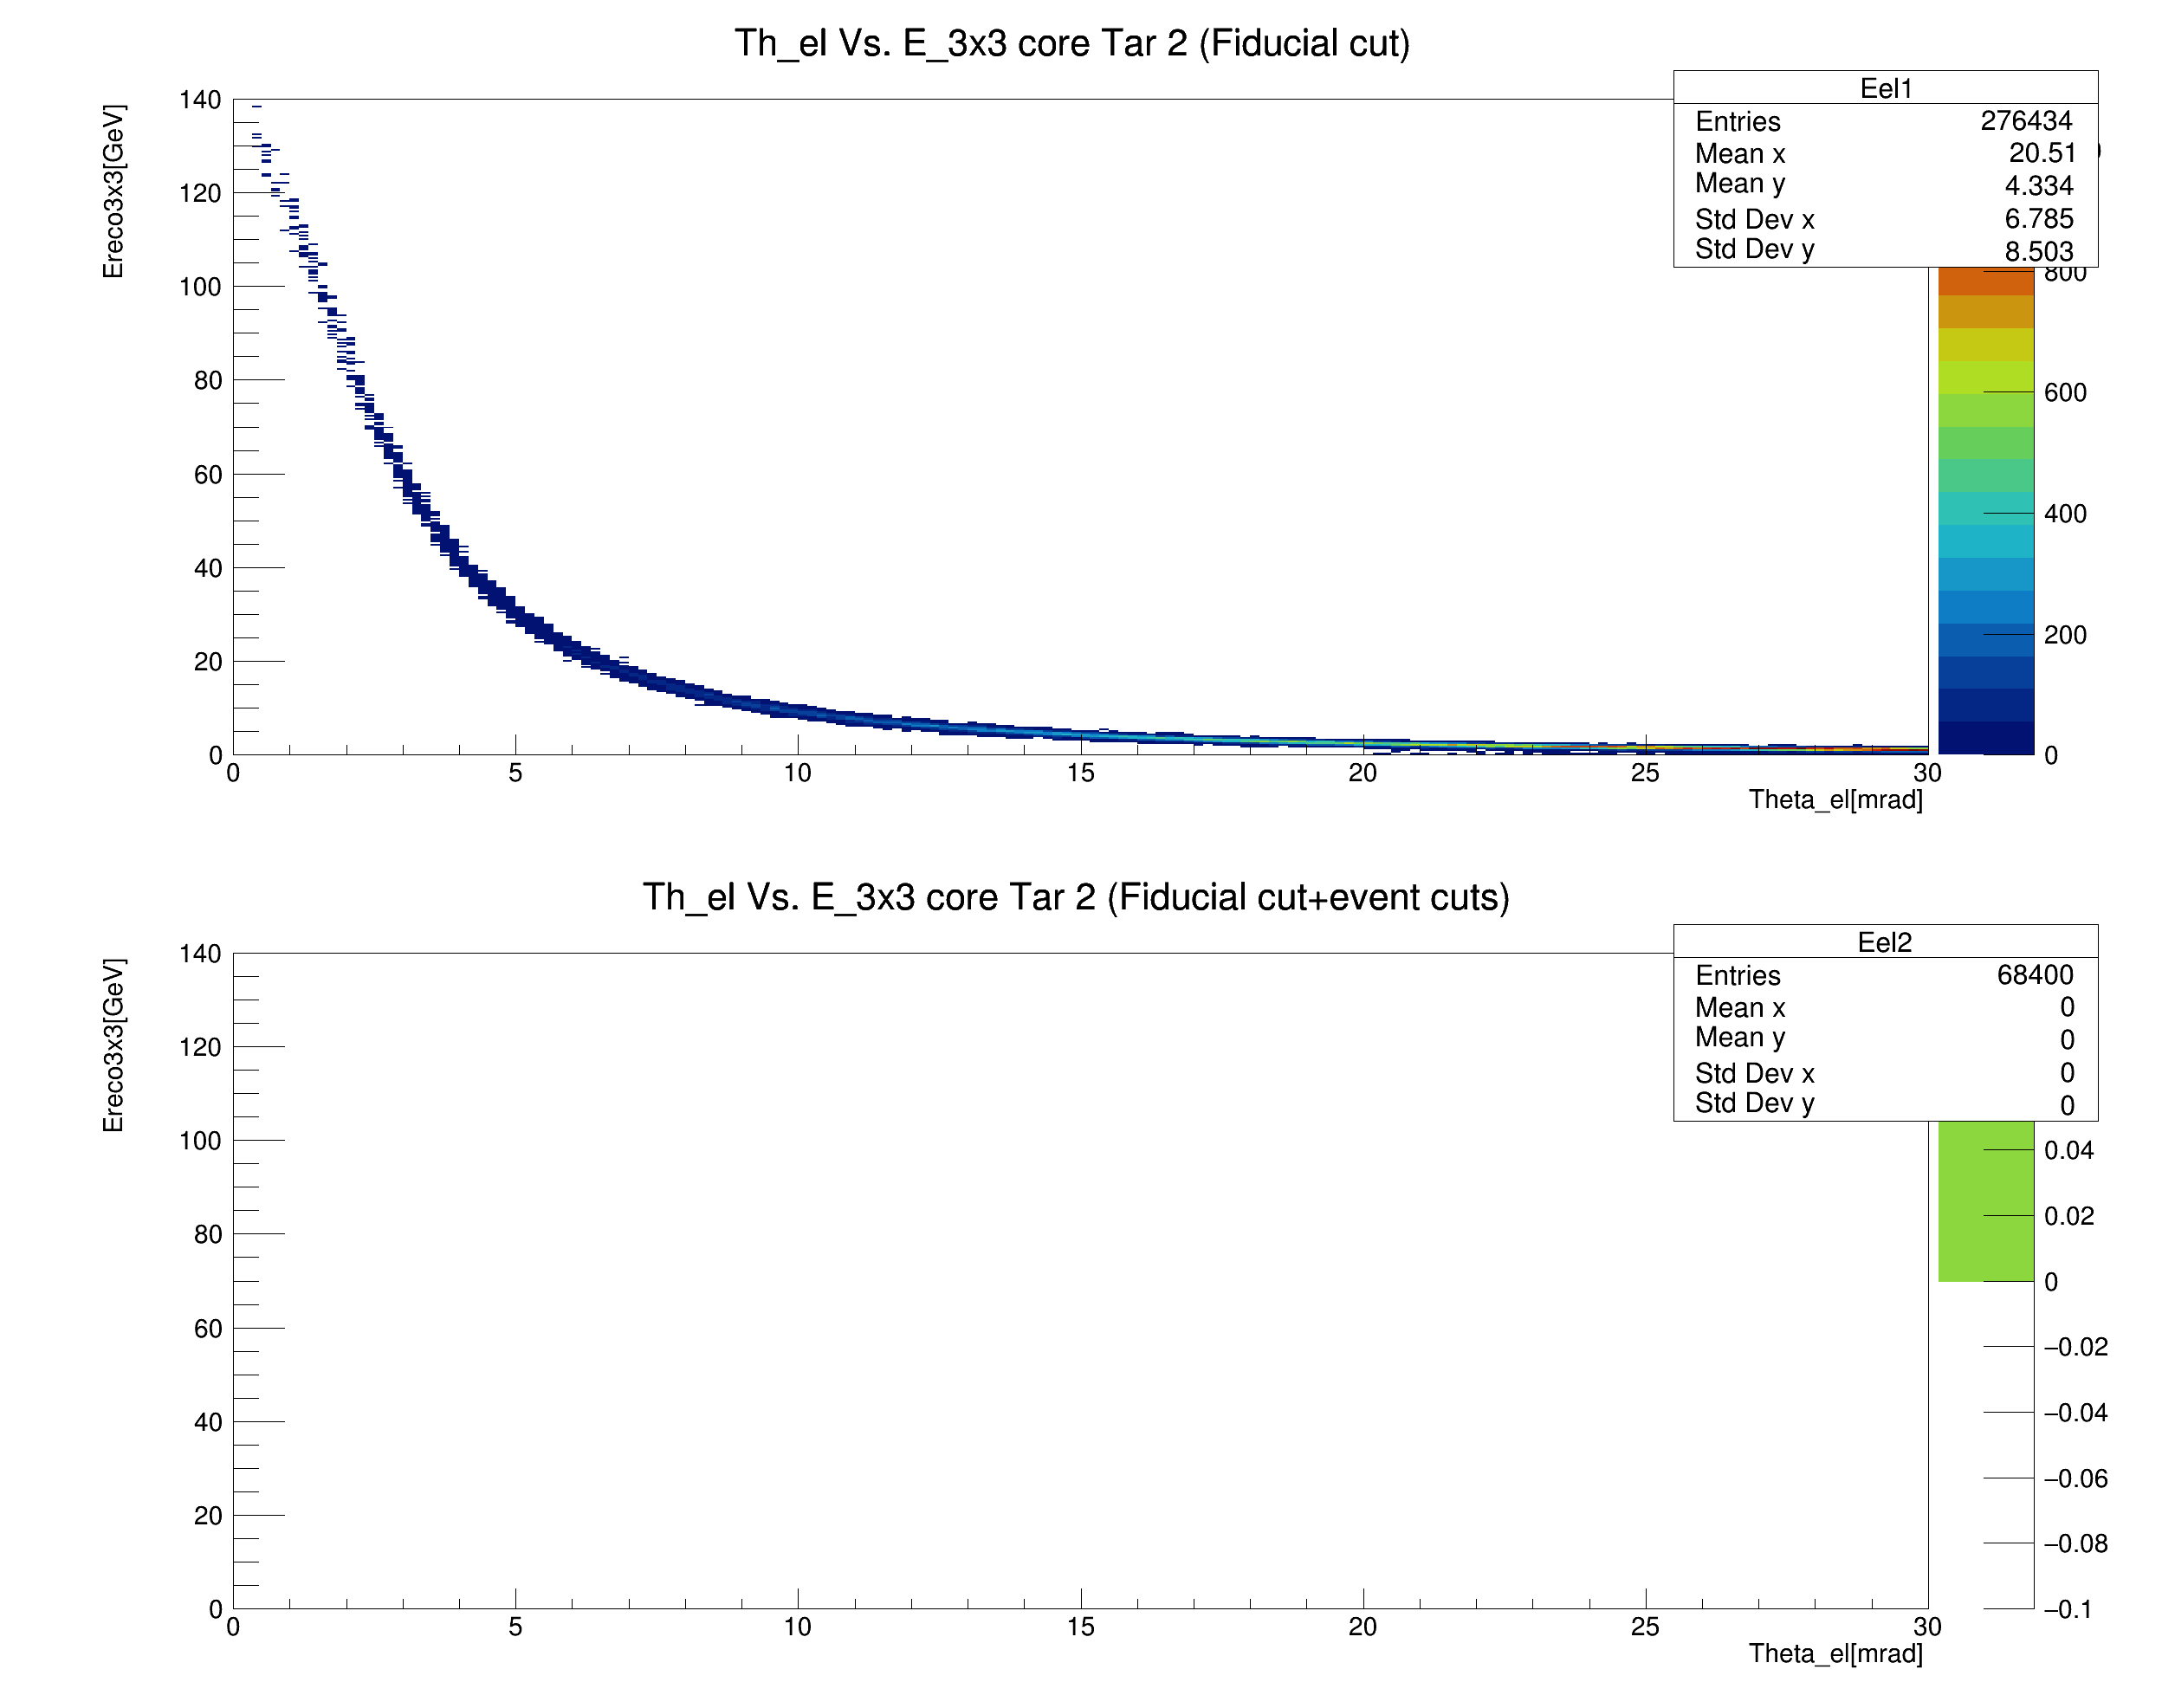 Th_el Vs. E_3x3 core Tar 2 (Fiducial cut)
Eel1
Entries 276434
Mean x 20.51
Mean y 4.334
Std Dev x 6.785
Std Dev y 8.503
Ereco3x3[GeV]
140
120
100
80
60
40
20
0
0 5 10 15 20 25 30
Theta_el[mrad]
800
600
400
200
0
Th_el Vs. E_3x3 core Tar 2 (Fiducial cut+event cuts)
Eel2
Entries 68400
Mean x 0
Mean y 0
Std Dev x 0
Std Dev y 0
Ereco3x3[GeV]
140
120
100
80
60
40
20
0
0 5 10 15 20 25 30
Theta_el[mrad]
0.04
0.02
0
−0.02
−0.04
−0.06
−0.08
−0.1